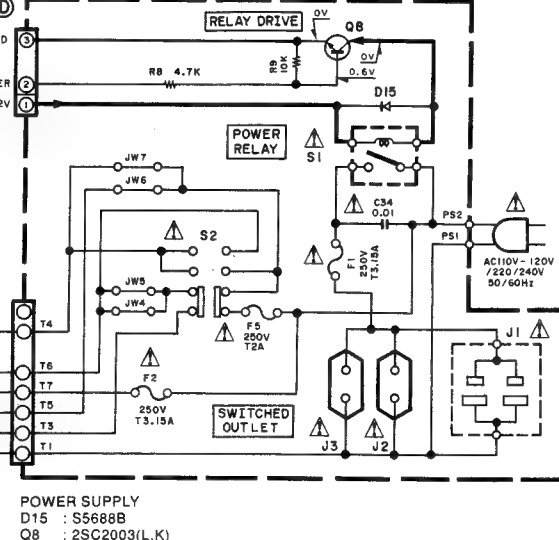 D
RELAY DRIVE
0V
Q8
D
3
R8 4.7K
R9
10K
0V
0.6V
ER
2
2V
1
D15
POWER
RELAY
S1
JW7
JW6
C34
0.01
PS2
PS1
S2
F1
250V
T3.15A
AC110V-120V
/220/240V
50/60Hz
JW5
JW4
T4
F5
250V
T2A
J1
T6
T7
F2
250V
T3.15A
T5
T3
SWITCHED
OUTLET
T1
J3
J2
POWER SUPPLY
D15 : S5688B
Q8 : 2SC2003(L,K)